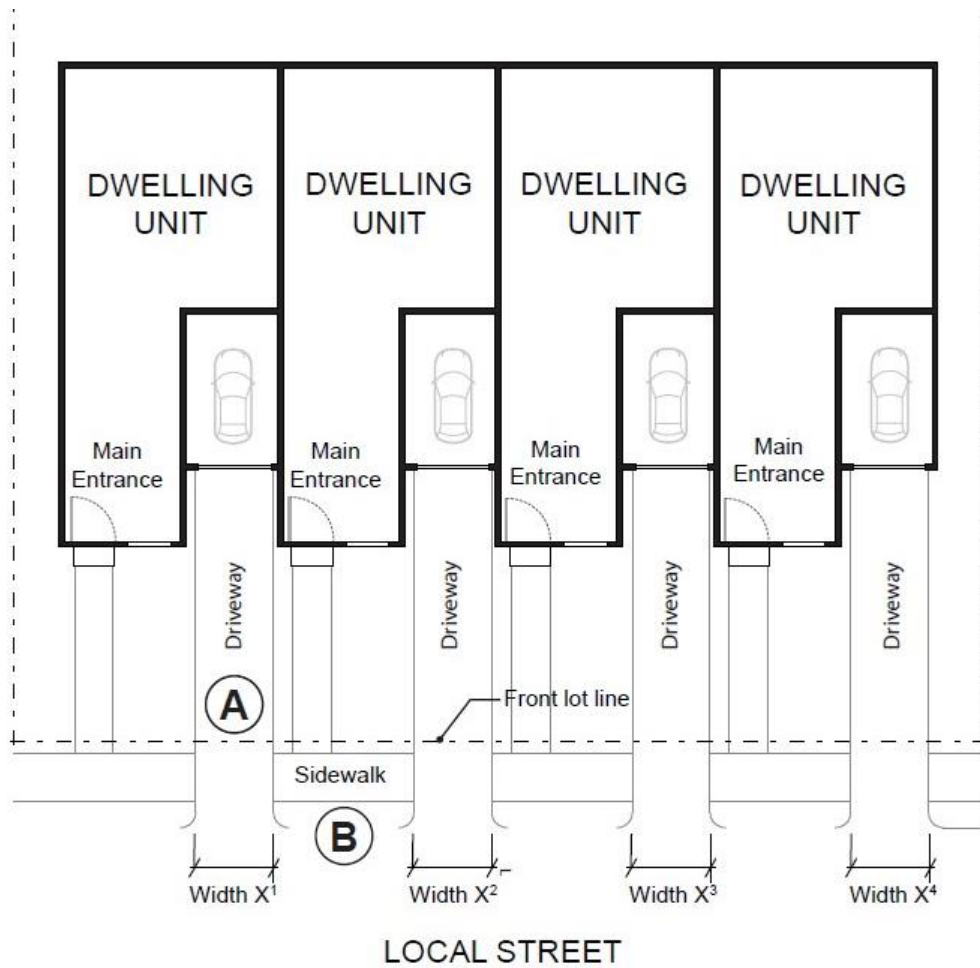 DWELLING
UNIT
DWELLING
UNIT
DWELLING
UNIT
DWELLING
UNIT
Main
Entrance
Main
Entrance
Main
Entrance
Main
Entrance
Driveway
Driveway
Driveway
Driveway
A
Front lot line
Sidewalk
B
Width X¹
Width X²
Width X³
Width X⁴
LOCAL STREET